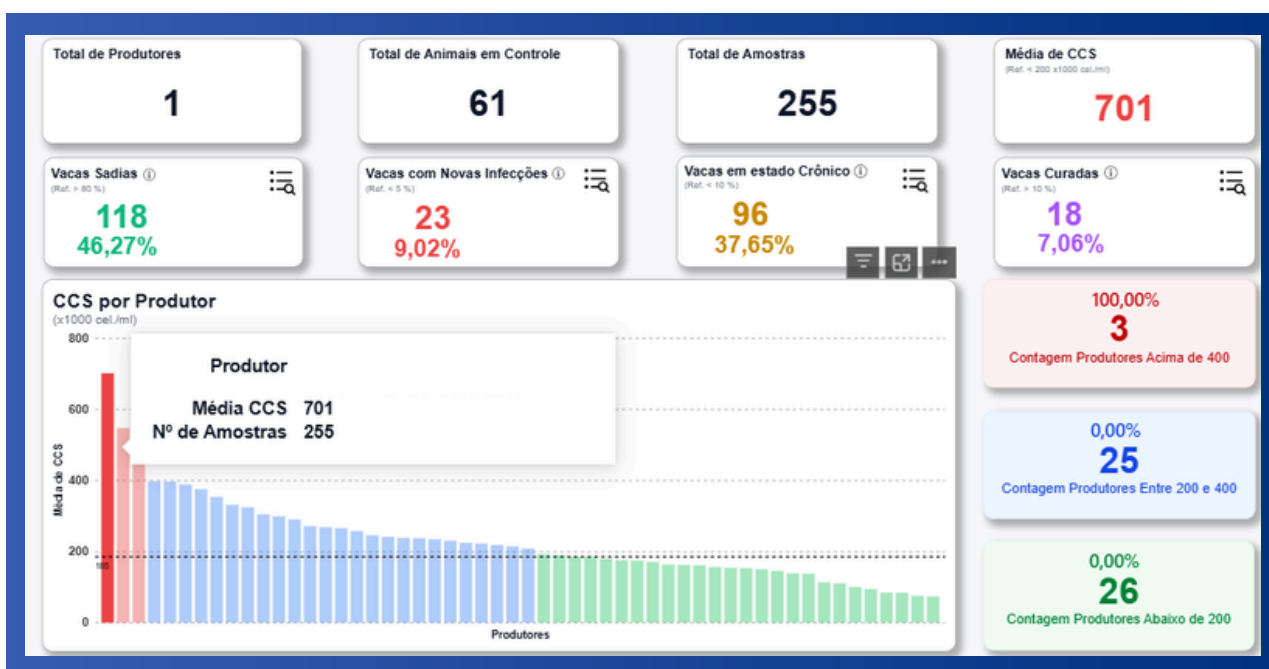 Total de Produtores
1
Total de Animais em Controle
61
Total de Amostras
255
Média de CCS
(Ref. < 200 x1000 cel./ml)
701
Vacas Sadias
(Ref. > 80 %)
118
46,27%
Vacas com Novas Infecções
(Ref. < 5 %)
23
9,02%
Vacas em estado Crônico
(Ref. < 10 %)
96
37,65%
Vacas Curadas
(Ref. > 10 %)
18
7,06%
CCS por Produtor
(x1000 cel./ml)
800
600
400
200
0
Média de CCS
Produtor
Média CCS 701
Nº de Amostras 255
Produtores
100,00%
3
Contagem Produtores Acima de 400
0,00%
25
Contagem Produtores Entre 200 e 400
0,00%
26
Contagem Produtores Abaixo de 200